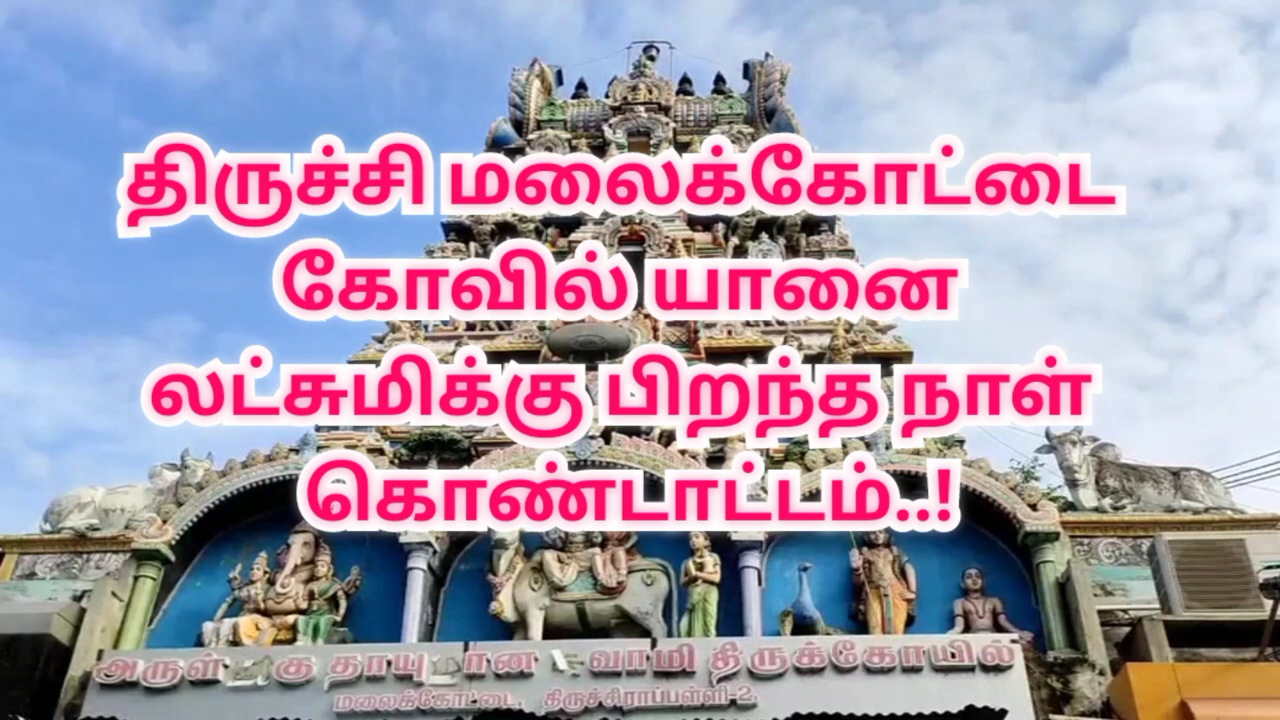 திருச்சி மலைக்கோட்டை
கோவில் யானை
லட்சுமிக்கு பிறந்த நாள்
கொண்டாட்டம்..!
திருக்கோயில்
மலைக்கோட்டை, திருச்சிராப்பள்ளி-2.